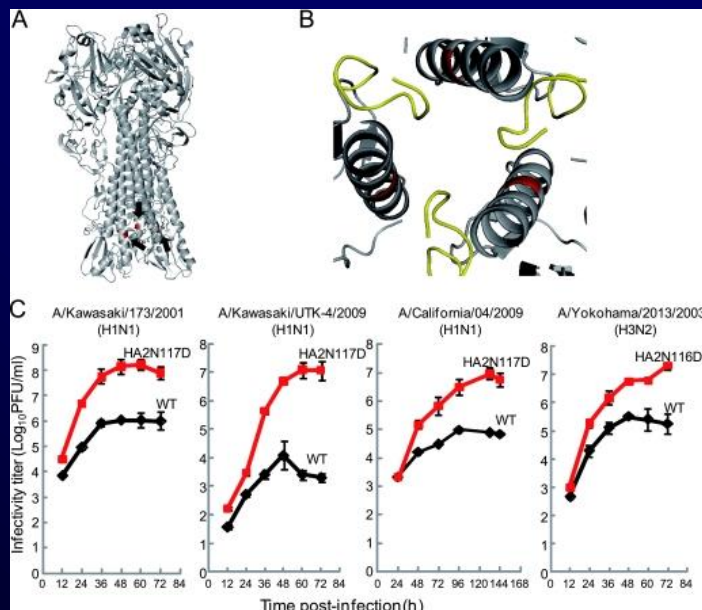 A
B
C
A/Kawasaki/173/2001
(H1N1)
A/Kawasaki/UTK-4/2009
(H1N1)
A/California/04/2009
(H1N1)
A/Yokohama/2013/2003
(H3N2)
Infectivity titer (Log10PFU/ml)
9
8
7
6
5
4
3
2
1
0
HA2N117D
WT
0 12 24 36 48 60 72 84
8
7
6
5
4
3
2
1
0
HA2N117D
WT
0 12 24 36 48 60 72 84
8
7
6
5
4
3
2
1
0
HA2N117D
WT
0 24 48 72 96 120 144 168
8
7
6
5
4
3
2
1
0
HA2N116D
WT
0 12 24 36 48 60 72 84
Time post-infection(h)